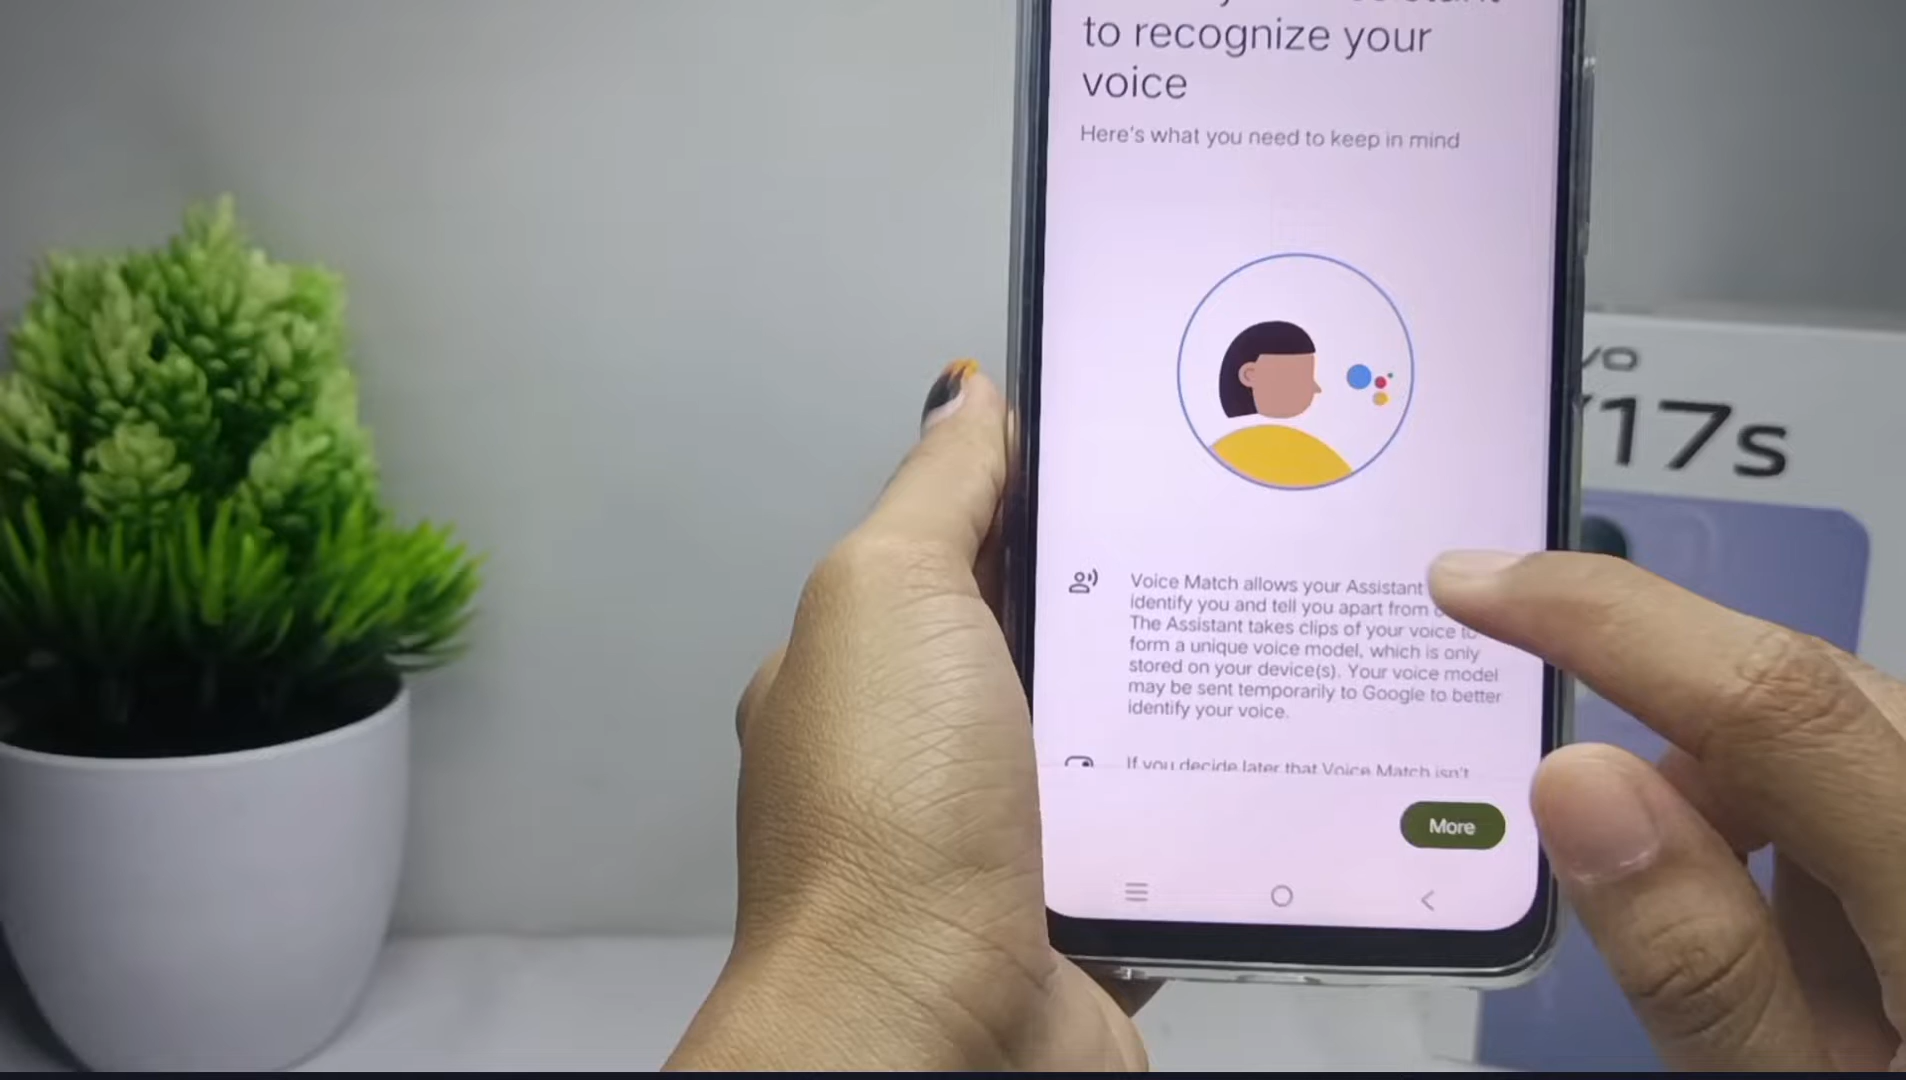 to recognize your
voice
Here's what you need to keep in mind
Voice Match allows your Assistant
identify you and tell you apart from
The Assistant takes clips of your voice to
form a unique voice model, which is only
stored on your device(s). Your voice model
may be sent temporarily to Google to better
identify your voice.
If you decide later that Voice Match isn't
More
vo
Y17s